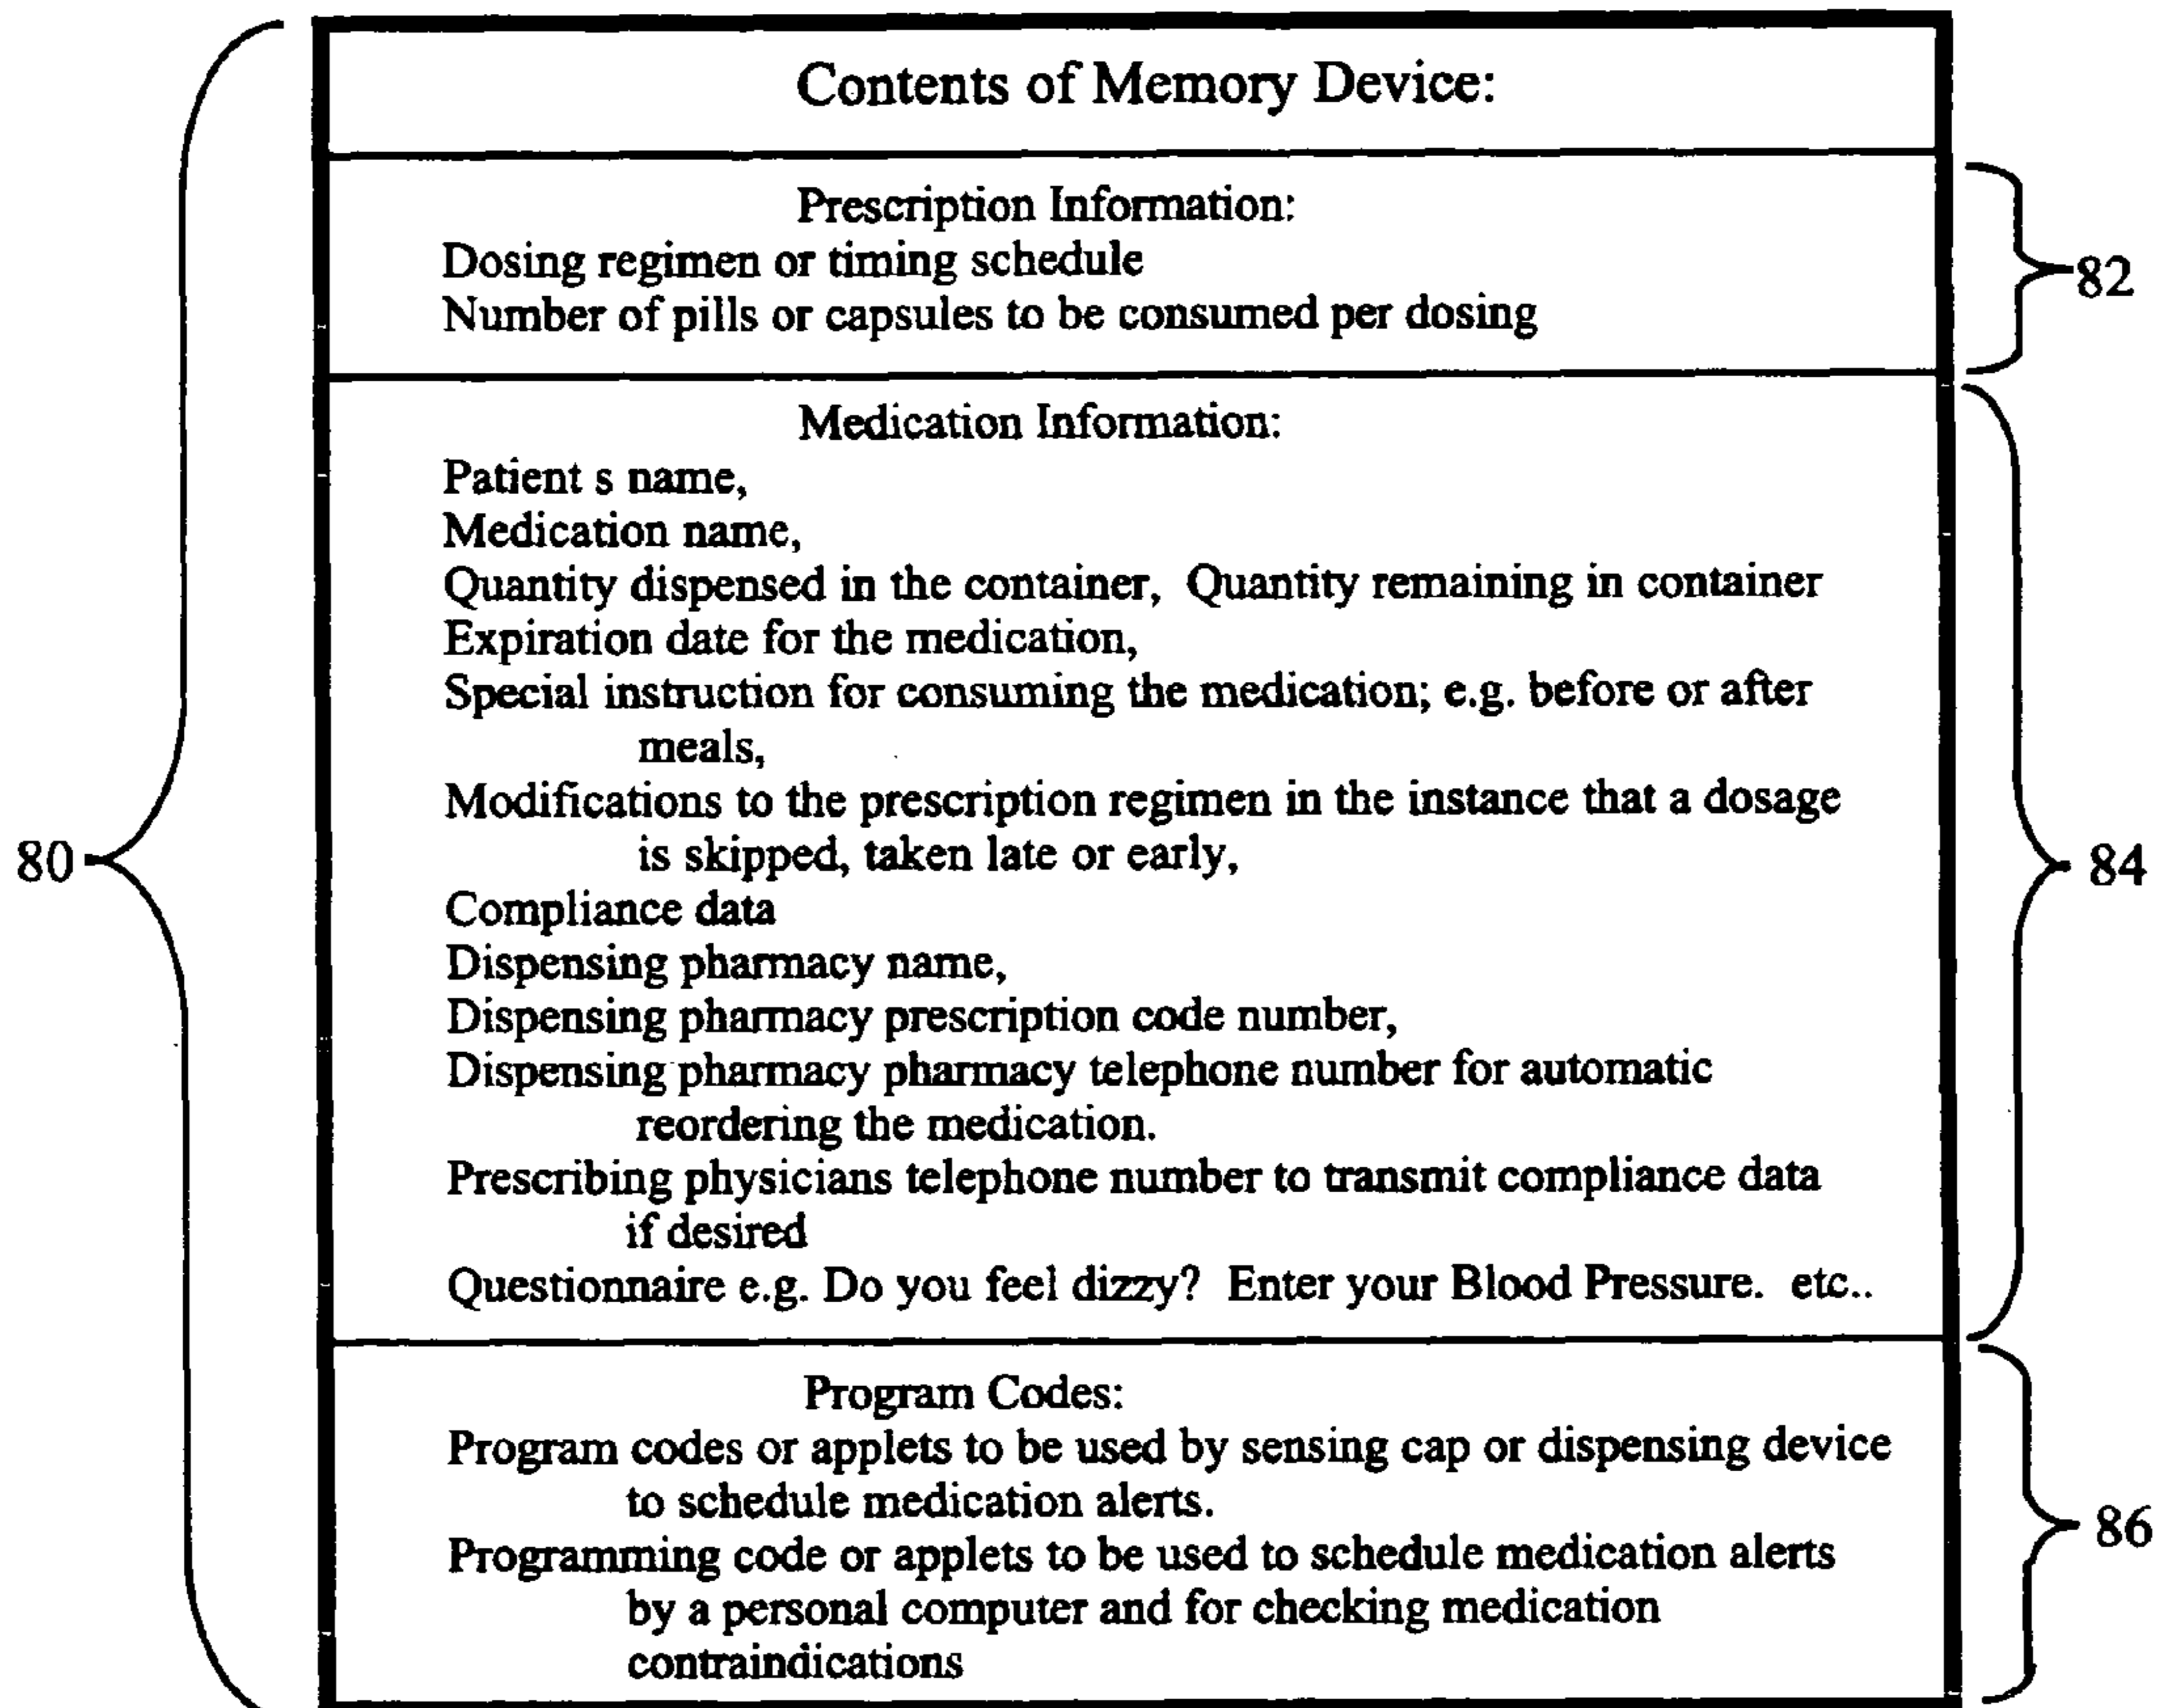 Contents of Memory Device:
Prescription Information:
Dosing regimen or timing schedule
Number of pills or capsules to be consumed per dosing
82
Medication Information:
Patient s name,
Medication name,
Quantity dispensed in the container, Quantity remaining in container
Expiration date for the medication,
Special instruction for consuming the medication; e.g. before or after
meals,
Modifications to the prescription regimen in the instance that a dosage
is skipped, taken late or early,
80
84
Compliance data
Dispensing pharmacy name,
Dispensing pharmacy prescription code number,
Dispensing pharmacy pharmacy telephone number for automatic
reordering the medication.
Prescribing physicians telephone number to transmit compliance data
if desired
Questionnaire e.g. Do you feel dizzy? Enter your Blood Pressure. etc..
Program Codes:
Program codes or applets to be used by sensing cap or dispensing device
to schedule medication alerts.
86
Programming code or applets to be used to schedule medication alerts
by a personal computer and for checking medication
contraindications